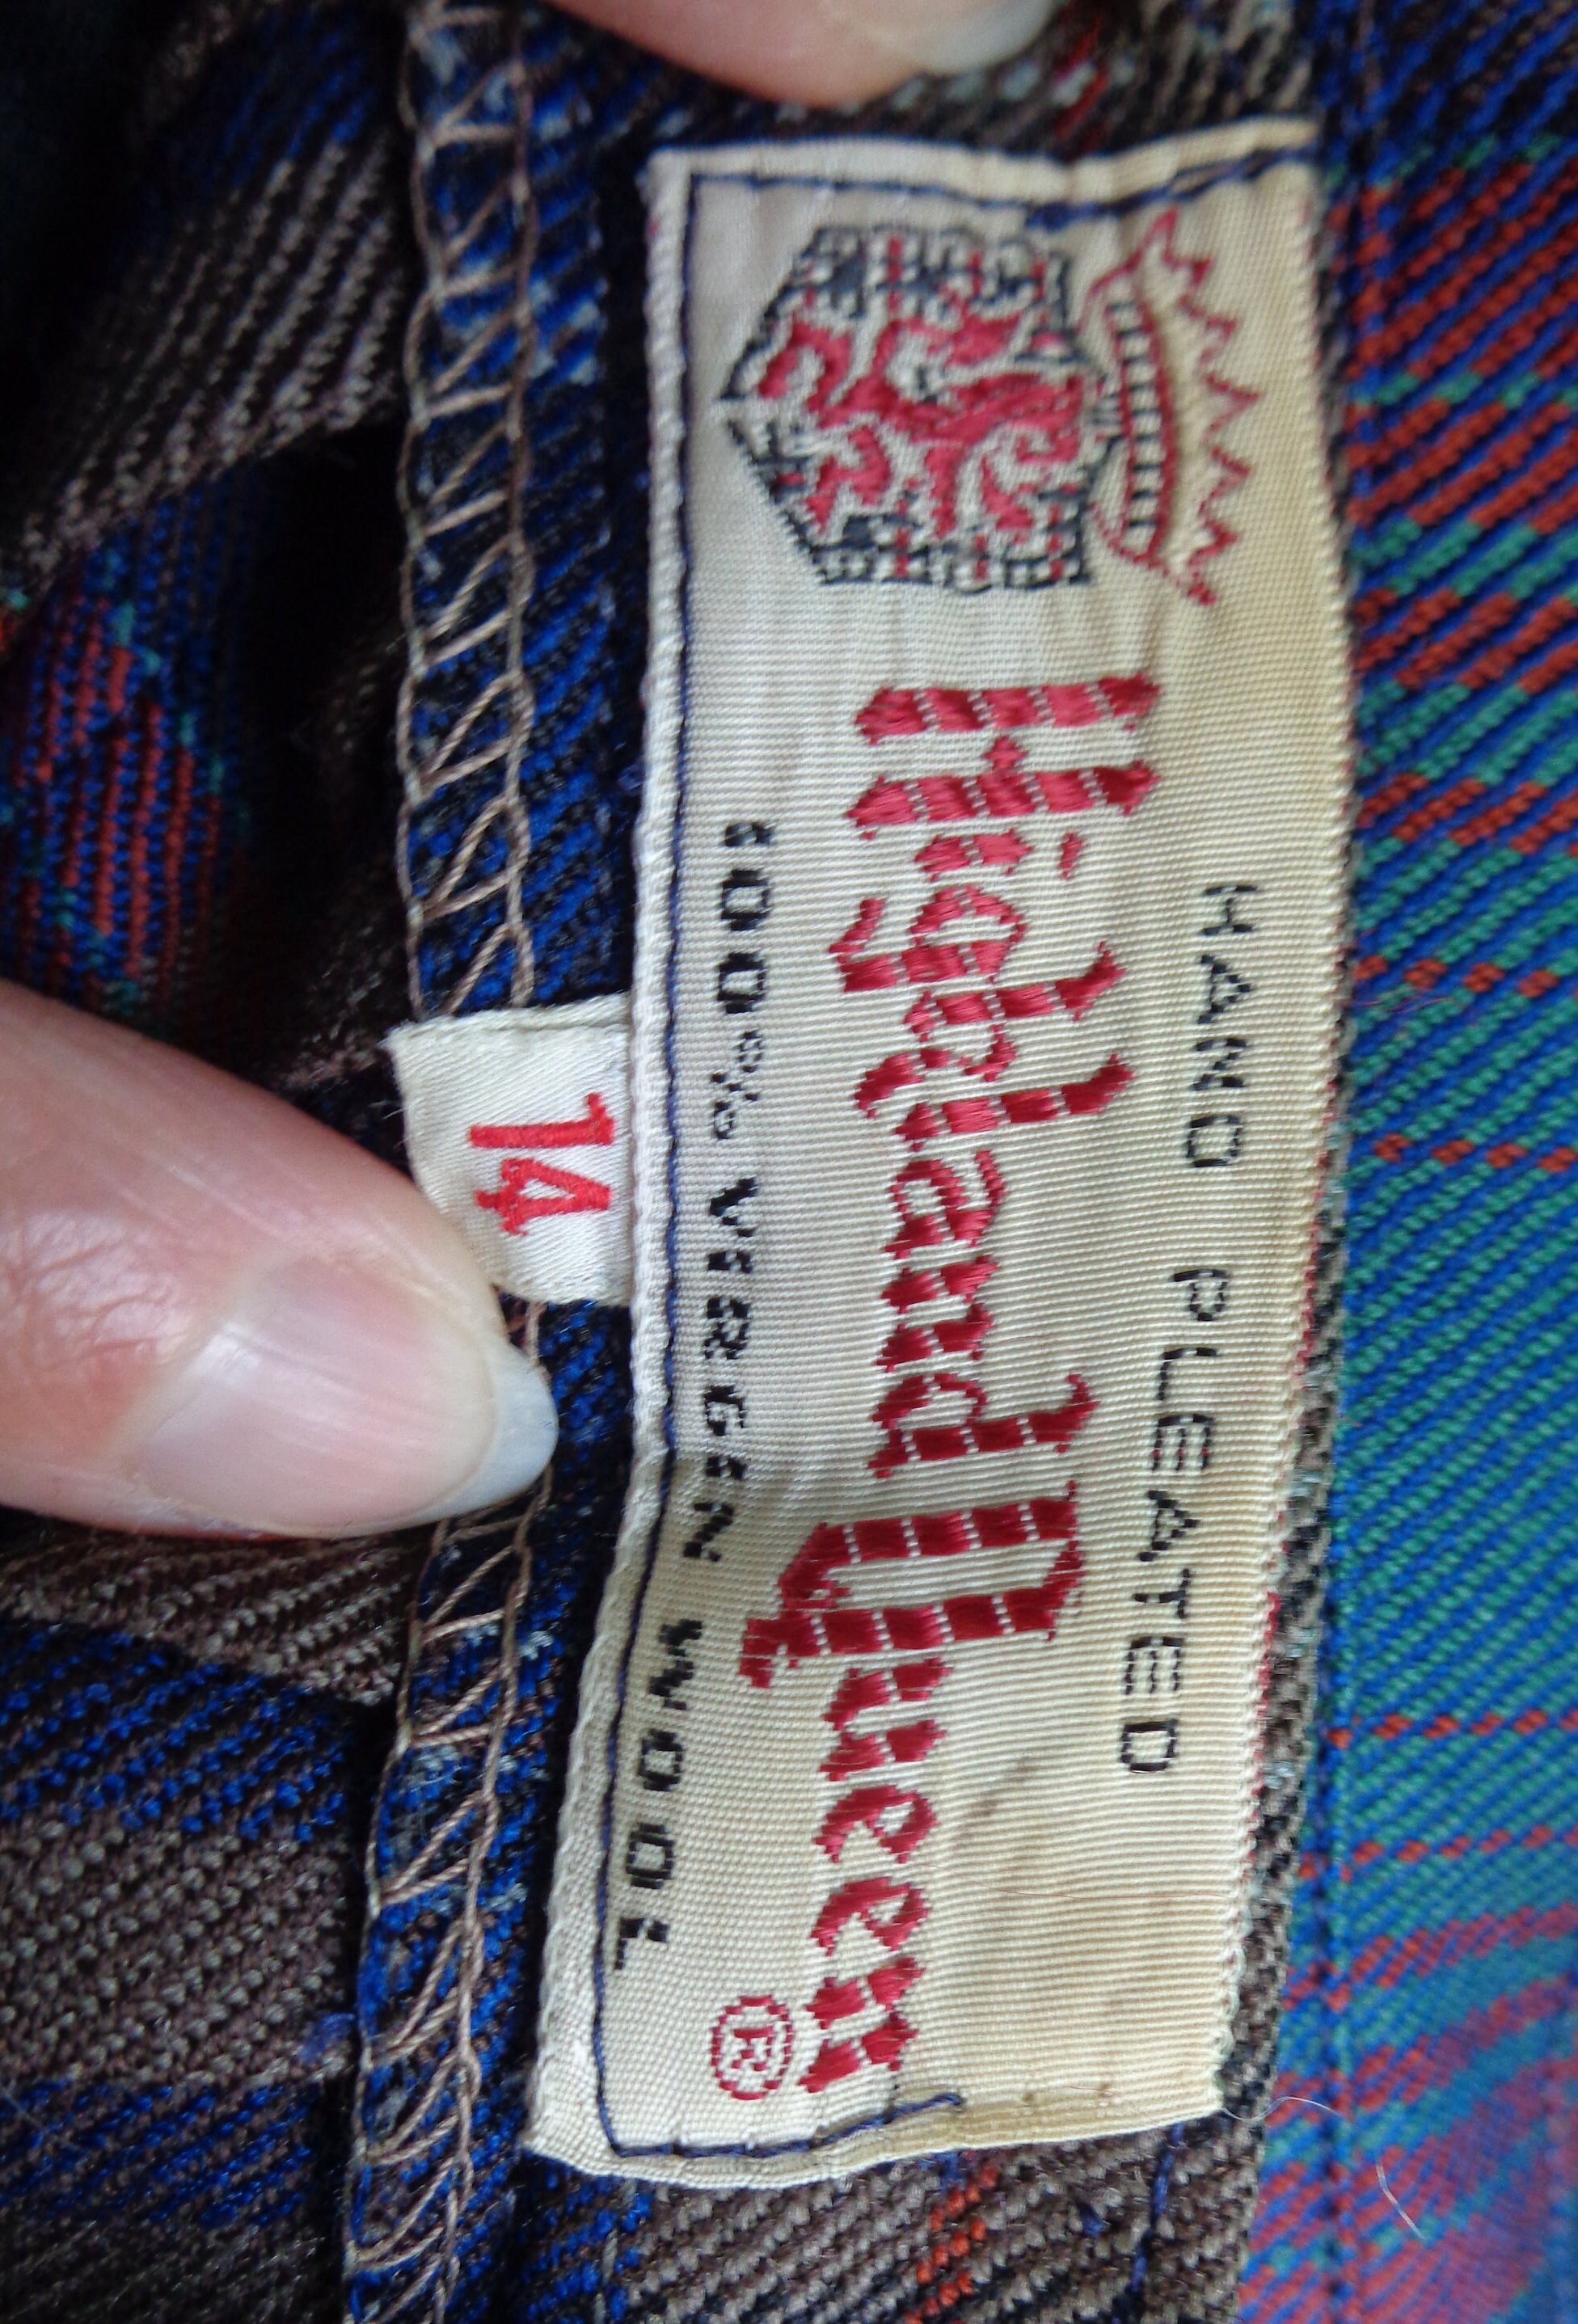 HAND PLEATED
Highland Queen ®
100% VIRGIN WOOL
14